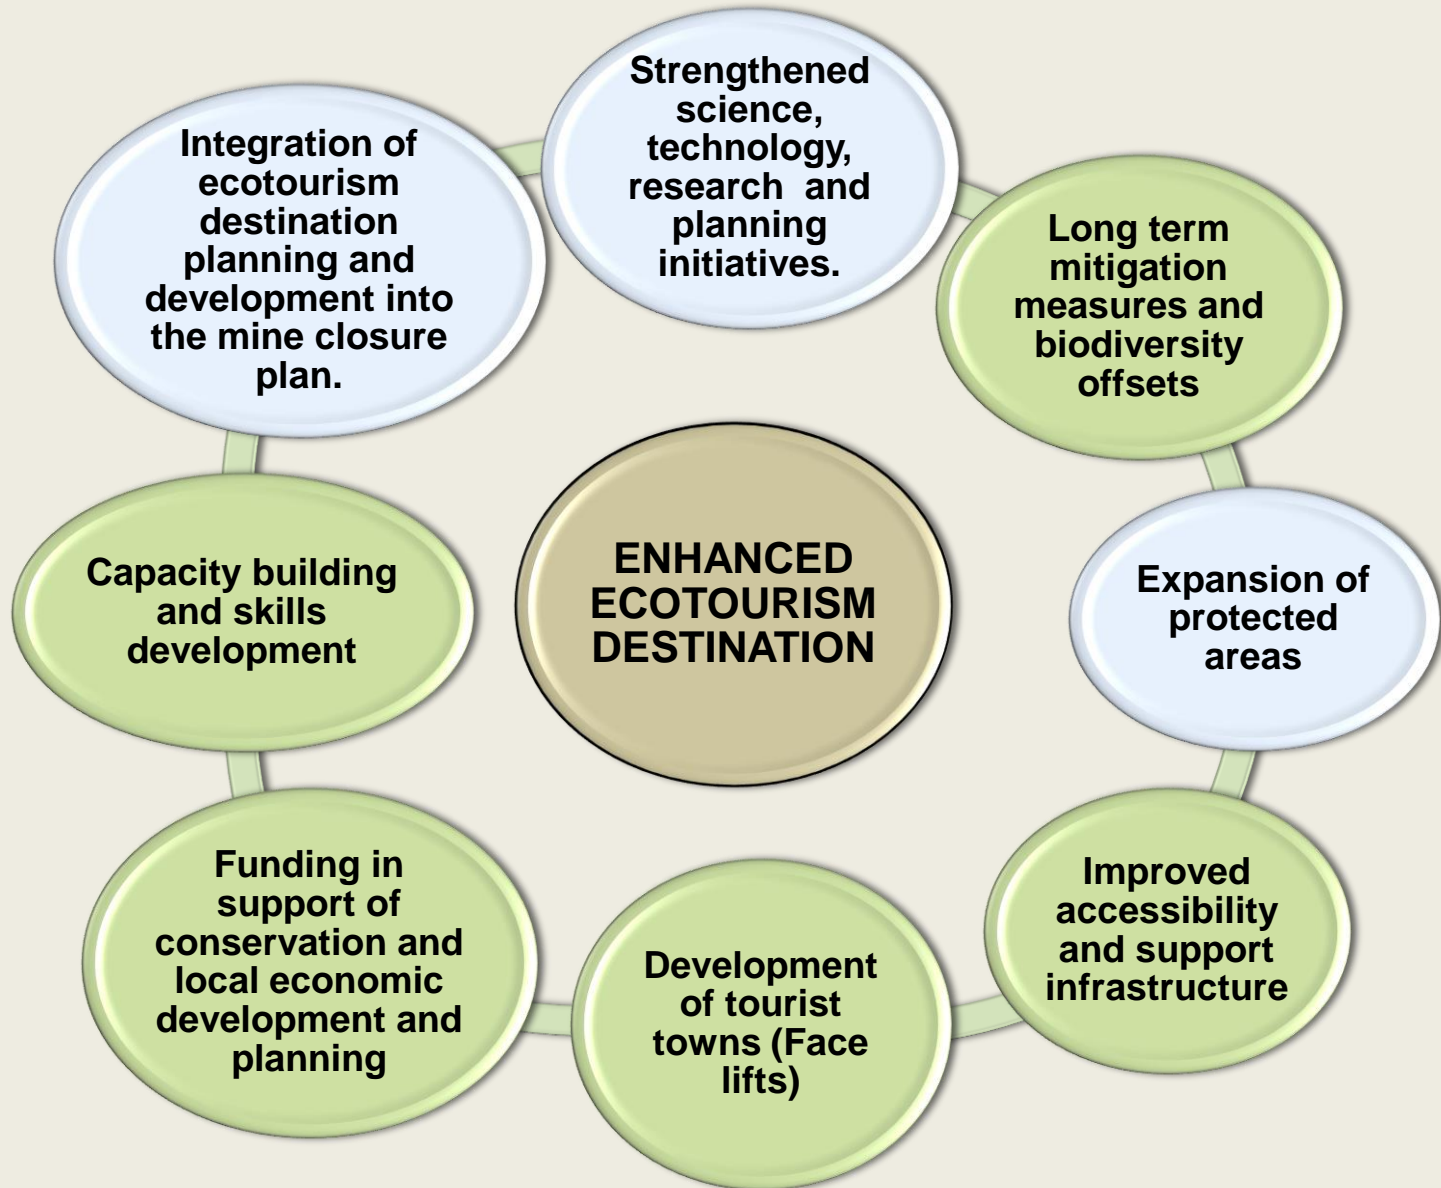 Strengthened
science,
technology,
research and
planning
initiatives.
Long term
mitigation
measures and
biodiversity
offsets
Expansion of
protected
areas
Improved
accessibility
and support
infrastructure
Development
of tourist
towns (Face
lifts)
Funding in
support of
conservation and
local economic
development and
planning
Capacity building
and skills
development
Integration of
ecotourism
destination
planning and
development into
the mine closure
plan.
ENHANCED
ECOTOURISM
DESTINATION